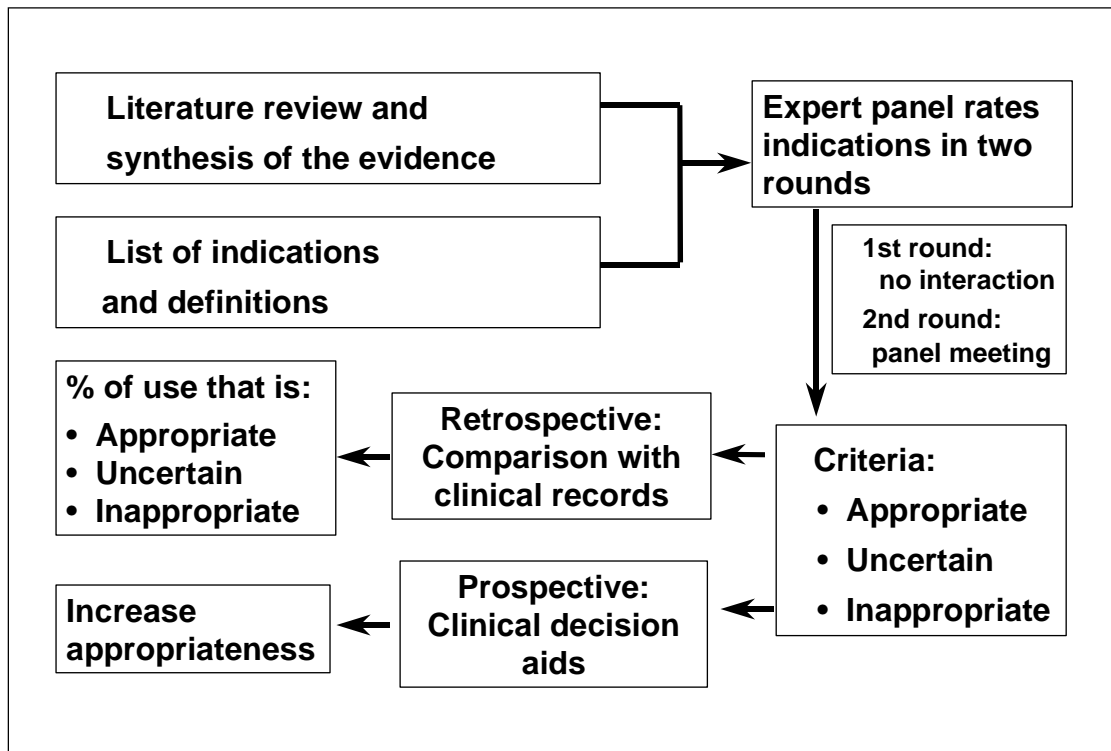 Literature review and
synthesis of the evidence
List of indications
and definitions
Expert panel rates
indications in two
rounds
1st round:
no interaction
2nd round:
panel meeting
Criteria:
• Appropriate
• Uncertain
• Inappropriate
Retrospective:
Comparison with
clinical records
% of use that is:
• Appropriate
• Uncertain
• Inappropriate
Prospective:
Clinical decision
aids
Increase
appropriateness